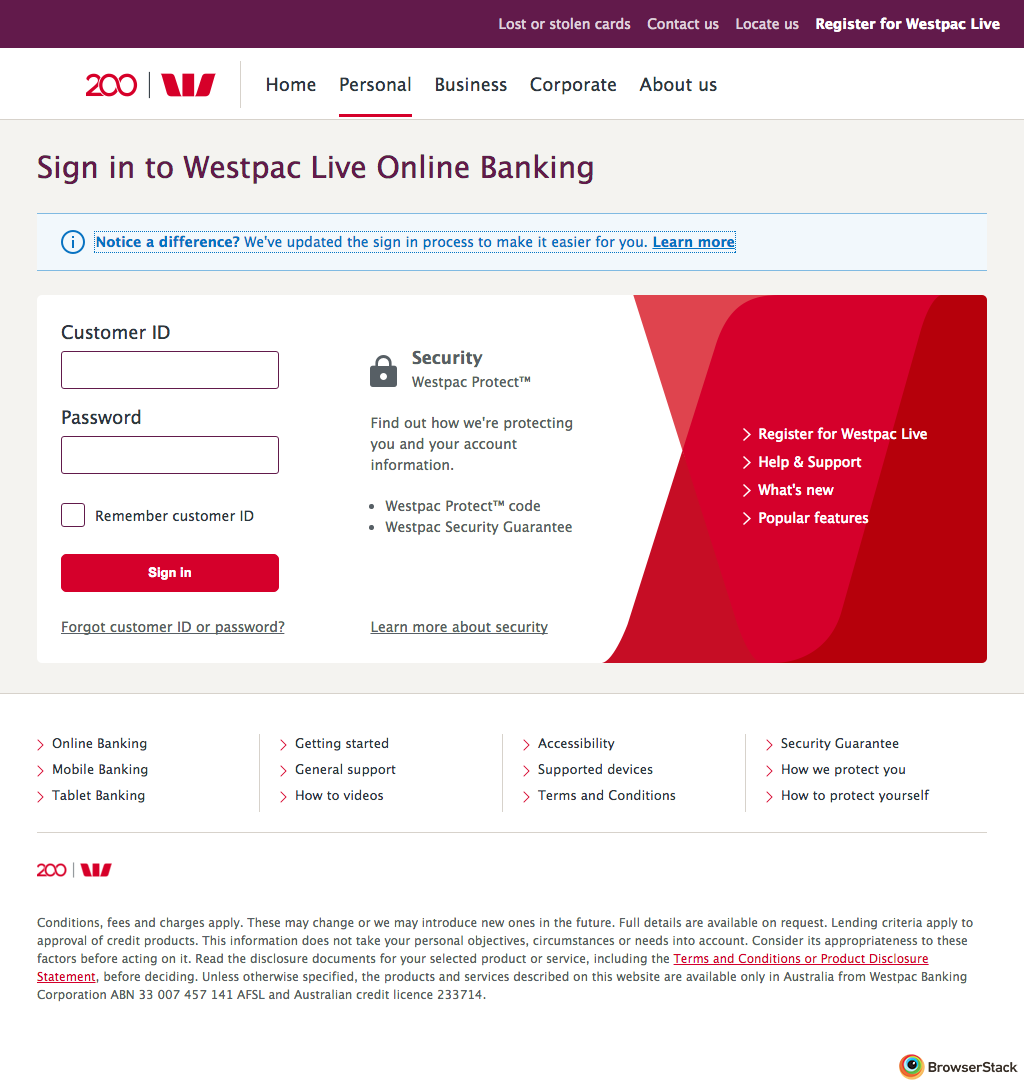 Lost or stolen cards Contact us Locate us Register for Westpac Live
200 Home Personal Business Corporate About us
Sign in to Westpac Live Online Banking
Notice a difference? We've updated the sign in process to make it easier for you. Learn more
Customer ID
Password
Remember customer ID
Sign in
Forgot customer ID or password?
Security
Westpac Protect™
Find out how we're protecting
you and your account
information.
• Westpac Protect™ code
• Westpac Security Guarantee
Learn more about security
Register for Westpac Live
Help & Support
What's new
Popular features
Online Banking
Mobile Banking
Tablet Banking
Getting started
General support
How to videos
Accessibility
Supported devices
Terms and Conditions
Security Guarantee
How we protect you
How to protect yourself
200
Conditions, fees and charges apply. These may change or we may introduce new ones in the future. Full details are available on request. Lending criteria apply to
approval of credit products. This information does not take your personal objectives, circumstances or needs into account. Consider its appropriateness to these
factors before acting on it. Read the disclosure documents for your selected product or service, including the Terms and Conditions or Product Disclosure
Statement, before deciding. Unless otherwise specified, the products and services described on this website are available only in Australia from Westpac Banking
Corporation ABN 33 007 457 141 AFSL and Australian credit licence 233714.
BrowserStack